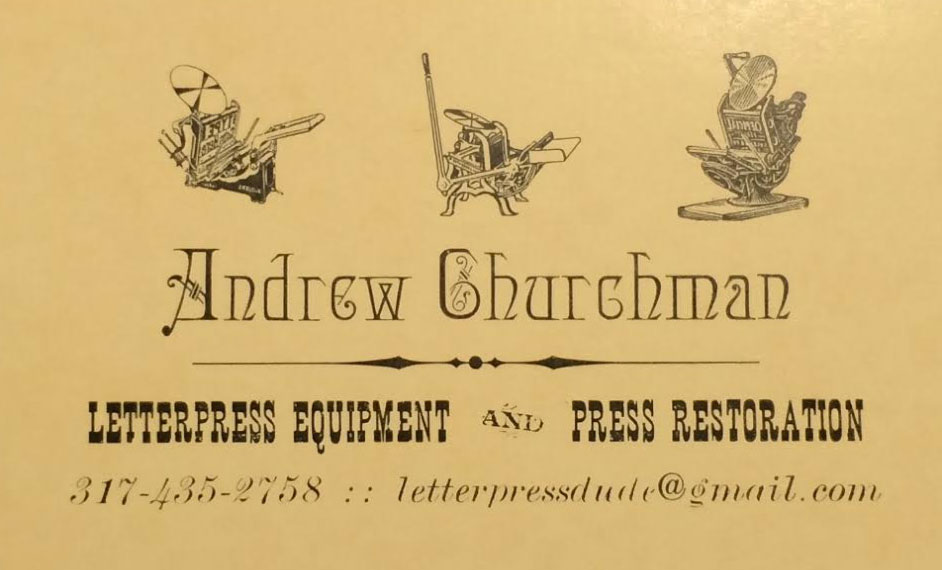 Andrew Churchman
LETTERPRESS EQUIPMENT AND PRESS RESTORATION
317-435-2758 :: letterpressdude@gmail.com